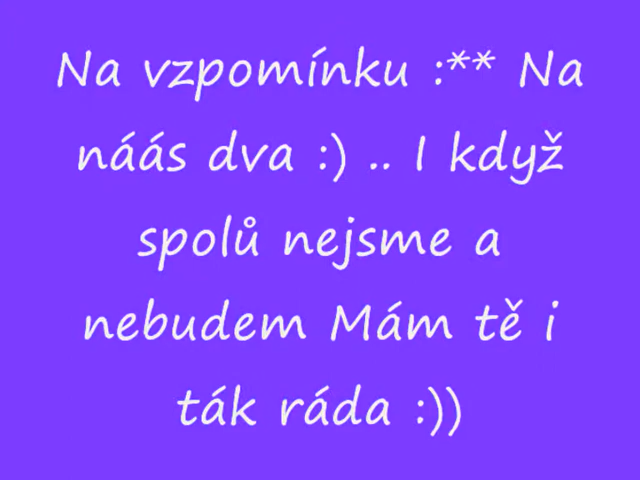 Na vzpomínku :** Na
náás dva :) .. I když
spolů nejsme a
nebudem Mám tě i
ták ráda :))